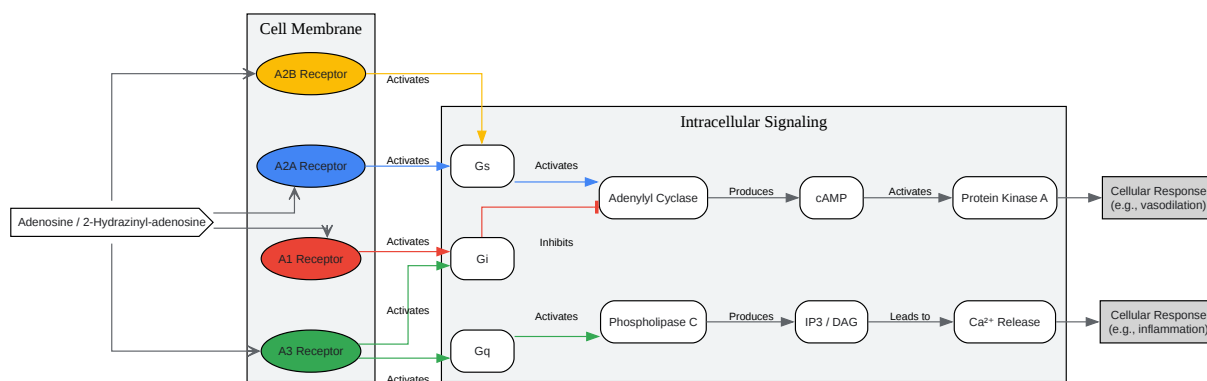 Cell Membrane
A2B Receptor
Activates
Intracellular Signaling
A2A Receptor
Activates
Gs
Activates
Adenylyl Cyclase
Produces
cAMP
Activates
Protein Kinase A
Cellular Response
(e.g., vasodilation)
Adenosine / 2-Hydrazinyl-adenosine
A1 Receptor
Activates
Gi
Inhibits
Activates
A3 Receptor
Activates
Gq
Activates
Phospholipase C
Produces
IP3 / DAG
Leads to
Ca²⁺ Release
Cellular Response
(e.g., inflammation)